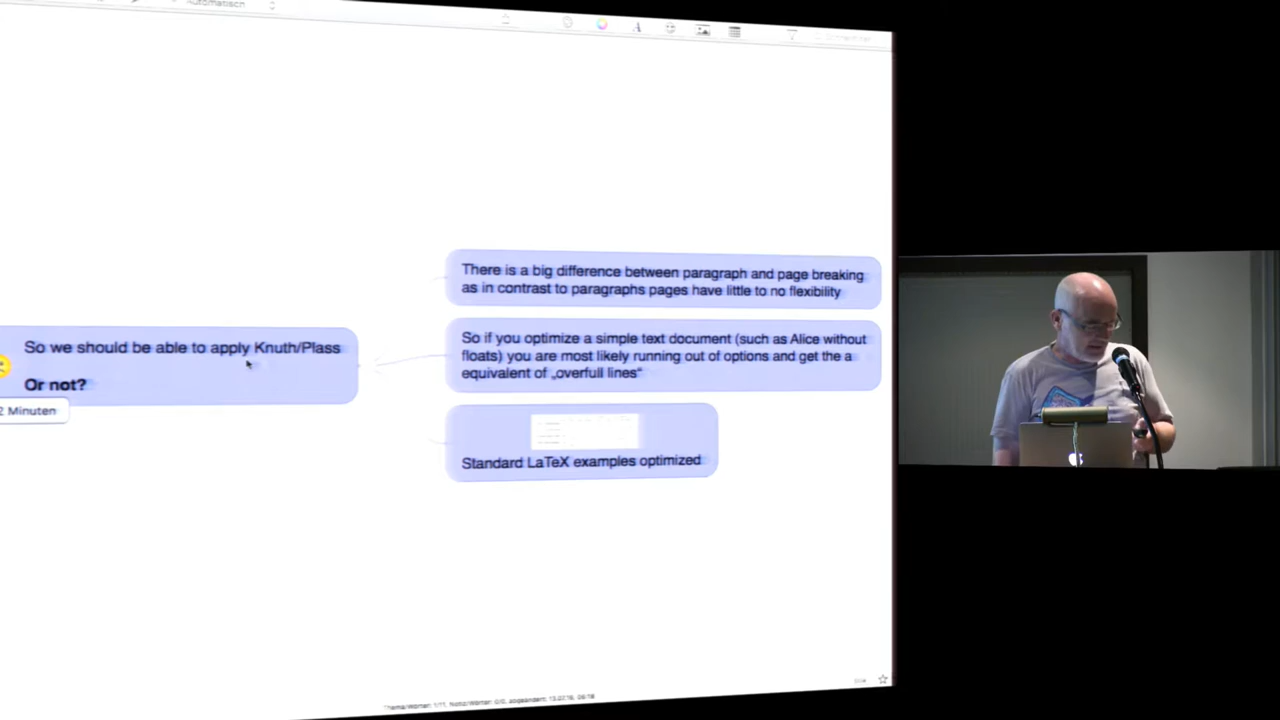 Automatisch
So we should be able to apply Knuth/Plass
Or not?
2 Minuten
There is a big difference between paragraph and page breaking
as in contrast to paragraphs pages have little to no flexibility
So if you optimize a simple text document (such as Alice without
floats) you are most likely running out of options and get the a
equivalent of „overfull lines“
Standard LaTeX examples optimized